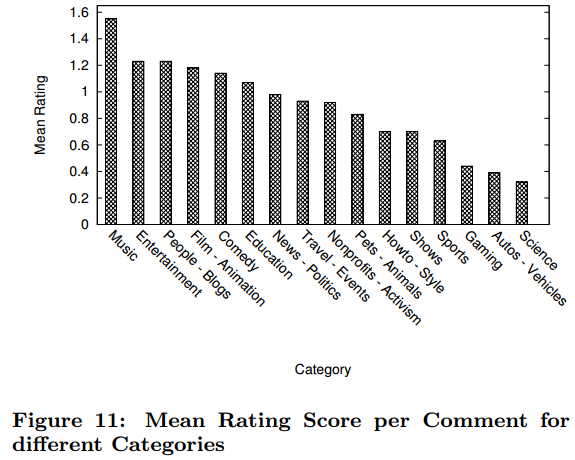 1.6
1.4
1.2
1
0.8
0.6
0.4
0.2
0
Mean Rating
Music
Entertainment
People - Blogs
Film - Animation
Comedy
Education
News - Politics
Travel - Events
Nonprofits - Activism
Pets - Animals
Howto - Style
Shows
Sports
Gaming
Autos - Vehicles
Science
Category
Figure 11: Mean Rating Score per Comment for
different Categories